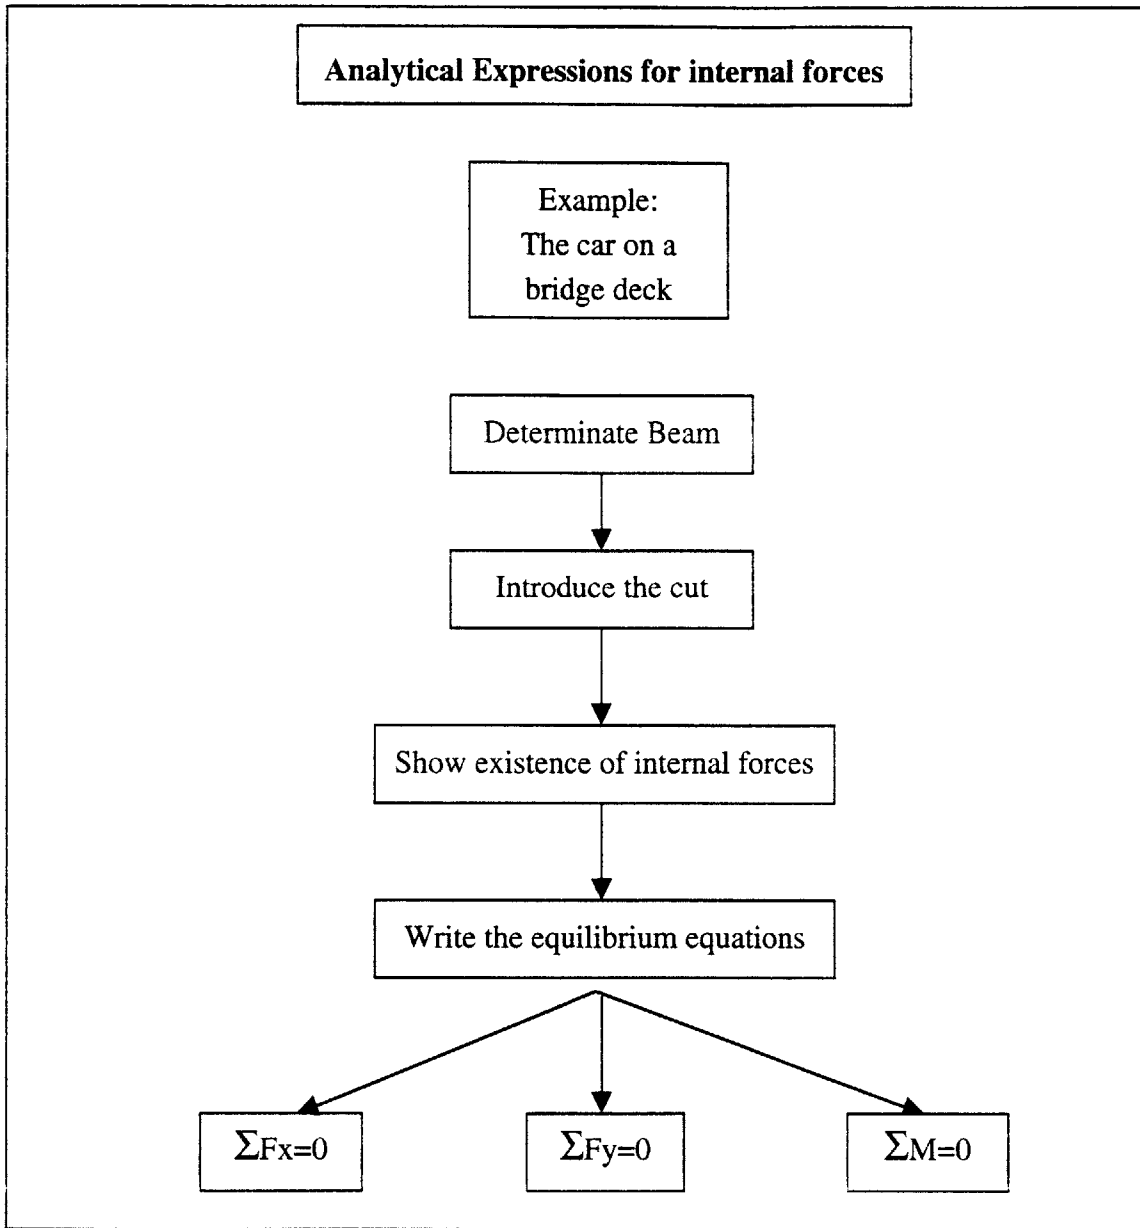 Analytical Expressions for internal forces
Example:
The car on a
bridge deck
Determinate Beam
Introduce the cut
Show existence of internal forces
Write the equilibrium equations
ΣFx=0
ΣFy=0
ΣM=0